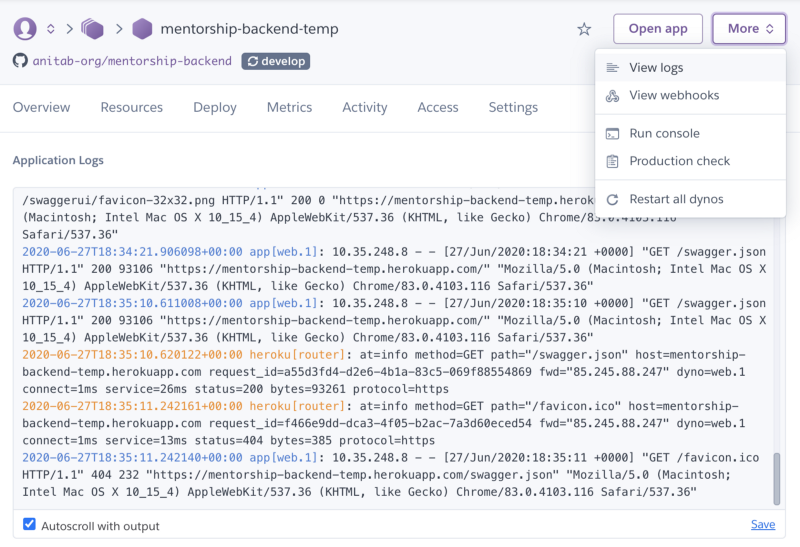 mentorship-backend-temp
Open app
More
anitab-org/mentorship-backend
develop
View logs
View webhooks
Run console
Production check
Restart all dynos
Overview
Resources
Deploy
Metrics
Activity
Access
Settings
Application Logs
/swaggerui/favicon-32x32.png HTTP/1.1" 200 0 "https://mentorship-backend-temp.herok
(Macintosh; Intel Mac OS X 10_15_4) AppleWebKit/537.36 (KHTML, like Gecko) Chrome/83.0.4103.116
Safari/537.36"
2020-06-27T18:34:21.906098+00:00 app[web.1]: 10.35.248.8 - - [27/Jun/2020:18:34:21 +0000] "GET /swagger.json
HTTP/1.1" 200 93106 "https://mentorship-backend-temp.herokuapp.com/" "Mozilla/5.0 (Macintosh; Intel Mac OS X
10_15_4) AppleWebKit/537.36 (KHTML, like Gecko) Chrome/83.0.4103.116 Safari/537.36"
2020-06-27T18:35:10.611008+00:00 app[web.1]: 10.35.248.8 - - [27/Jun/2020:18:35:10 +0000] "GET /swagger.json
HTTP/1.1" 200 93106 "https://mentorship-backend-temp.herokuapp.com/" "Mozilla/5.0 (Macintosh; Intel Mac OS X
10_15_4) AppleWebKit/537.36 (KHTML, like Gecko) Chrome/83.0.4103.116 Safari/537.36"
2020-06-27T18:35:10.620122+00:00 heroku[router]: at=info method=GET path="/swagger.json" host=mentorship-
backend-temp.herokuapp.com request_id=a55d3fd4-d2e6-4b1a-83c5-069f88554869 fwd="85.245.88.247" dyno=web.1
connect=1ms service=26ms status=200 bytes=93261 protocol=https
2020-06-27T18:35:11.242161+00:00 heroku[router]: at=info method=GET path="/favicon.ico" host=mentorship-
backend-temp.herokuapp.com request_id=f466e9dd-dca3-4f05-b2ac-7a3d60eced54 fwd="85.245.88.247" dyno=web.1
connect=1ms service=13ms status=404 bytes=385 protocol=https
2020-06-27T18:35:11.242140+00:00 app[web.1]: 10.35.248.8 - - [27/Jun/2020:18:35:11 +0000] "GET /favicon.ico
HTTP/1.1" 404 232 "https://mentorship-backend-temp.herokuapp.com/swagger.json" "Mozilla/5.0 (Macintosh;
Intel Mac OS X 10_15_4) AppleWebKit/537.36 (KHTML, like Gecko) Chrome/83.0.4103.116 Safari/537.36"
Autoscroll with output
Save